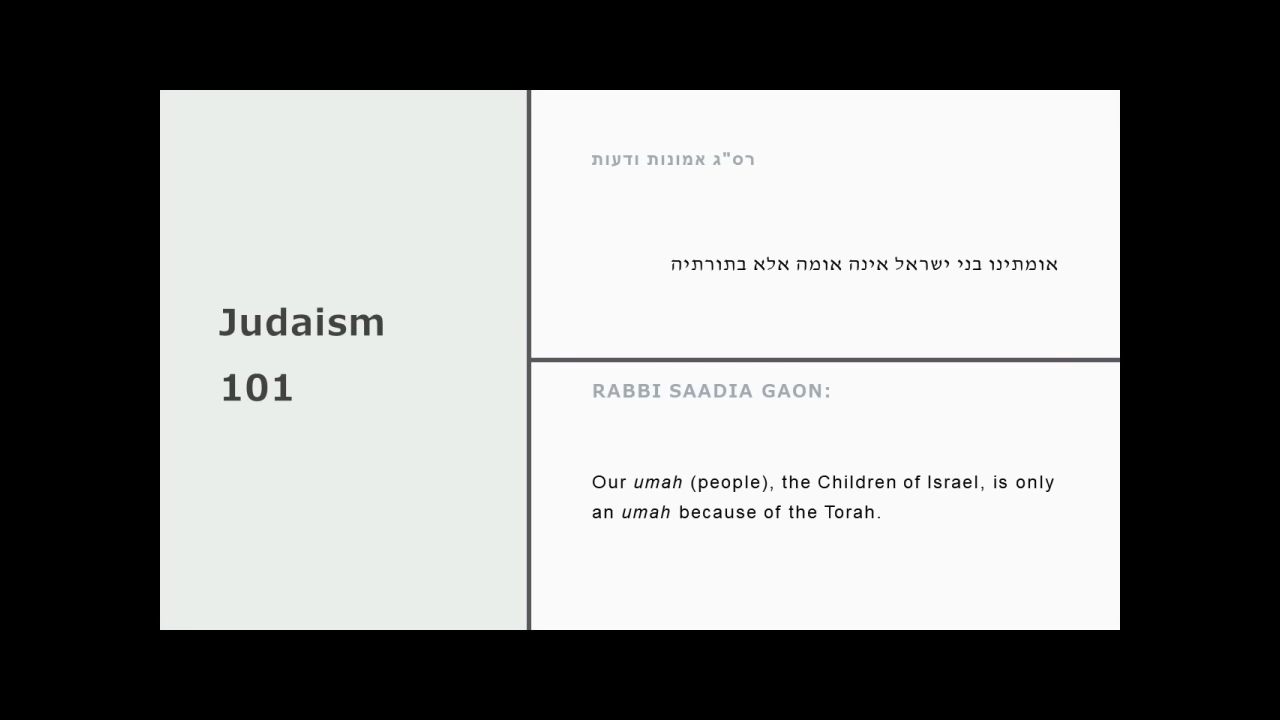 Judaism
101
רס"ג אמונות ודעות
אומתינו בני ישראל אינה אומה אלא בתורתיה
RABBI SAADIA GAON:
Our umah (people), the Children of Israel, is only
an umah because of the Torah.